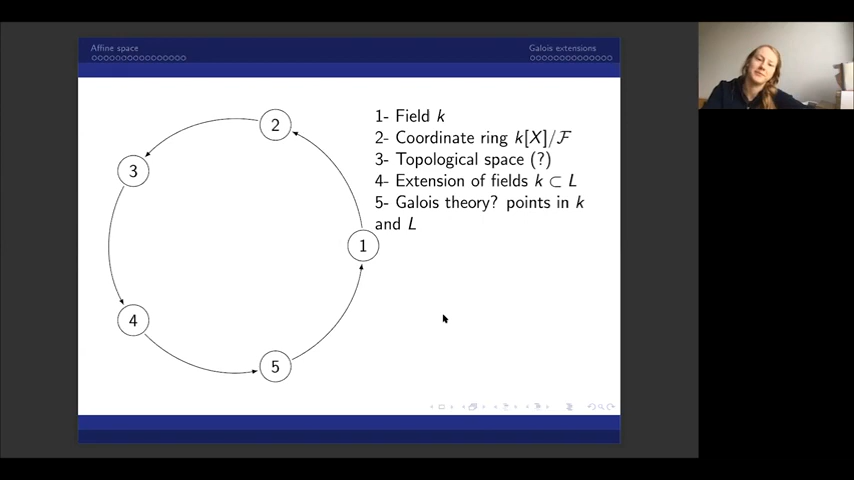 Affine space
Galois extensions
1- Field k
2- Coordinate ring k[X]/𝓕
3- Topological space (?)
4- Extension of fields k ⊂ L
5- Galois theory? points in k
and L
2
3
1
4
5